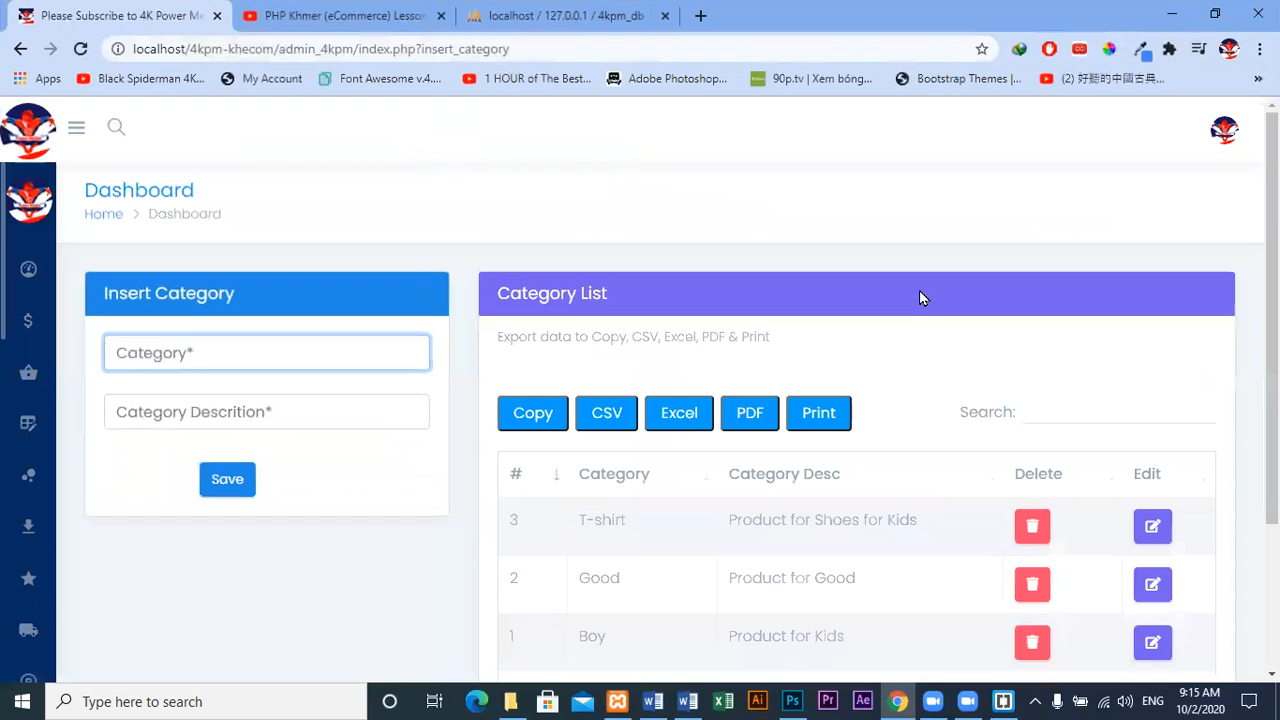 Please Subscribe to 4K Power Me
PHP Khmer (eCommerce) Lesson
localhost / 127.0.0.1 / 4kpm_db
localhost/4kpm-khecom/admin_4kpm/index.php?insert_category
Apps
Black Spiderman 4K...
My Account
Font Awesome v.4....
1 HOUR of The Best...
Adobe Photoshop...
90p.tv | Xem bóng...
Bootstrap Themes |...
(2) 好聽的中國古典...
Dashboard
Home > Dashboard
Insert Category
Category*
Category Descrition*
Save
Category List
Export data to Copy, CSV, Excel, PDF & Print
Copy CSV Excel PDF Print Search:
# Category Category Desc Delete Edit
3 T-shirt Product for Shoes for Kids
2 Good Product for Good
1 Boy Product for Kids
Type here to search
ENG
9:15 AM
10/2/2020